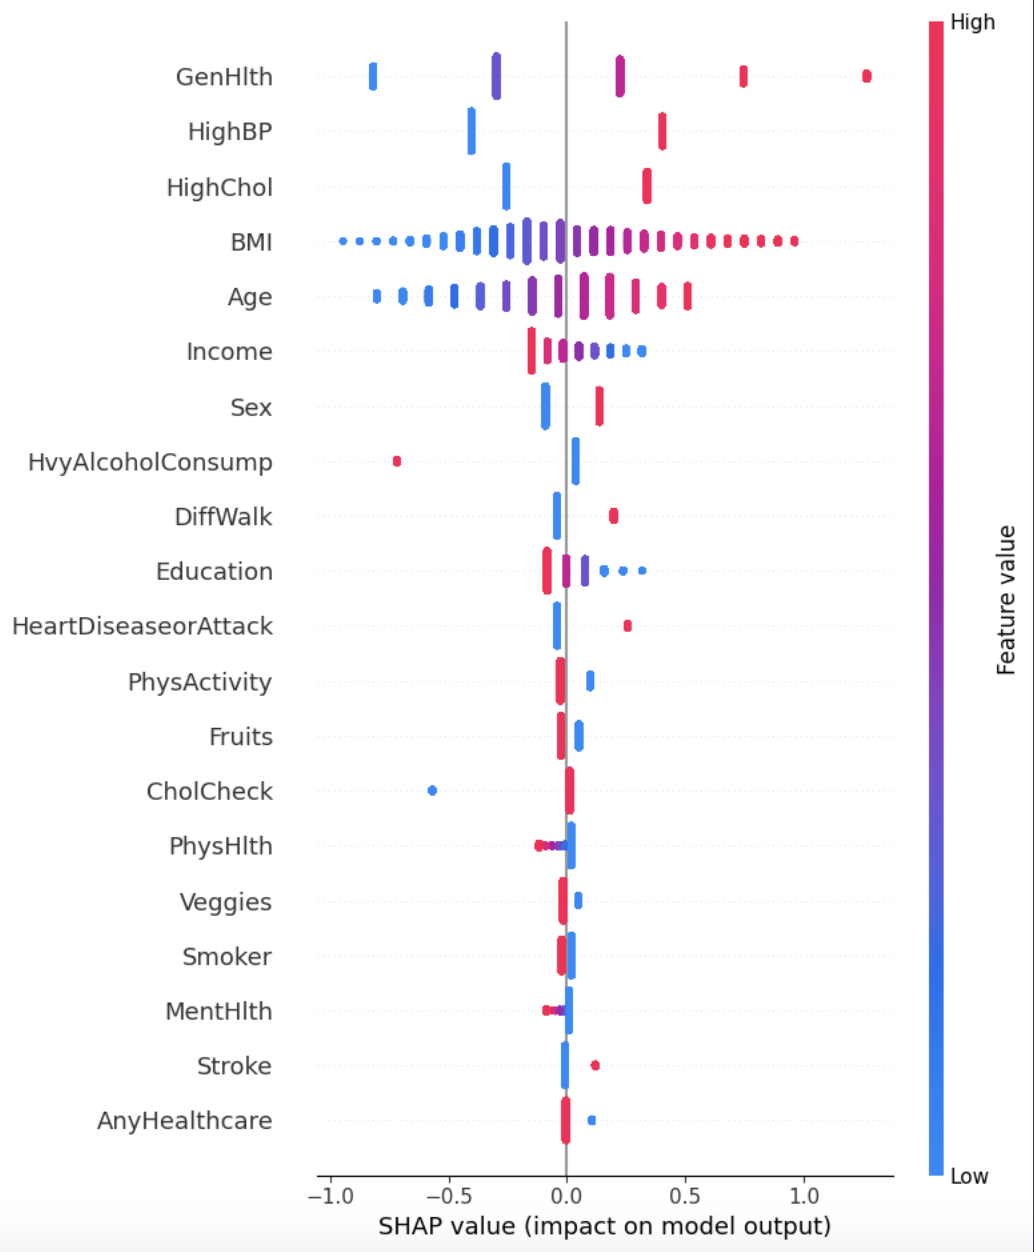 High
GenHlth
HighBP
HighChol
BMI
Age
Income
Sex
HvyAlcoholConsump
DiffWalk
Education
HeartDiseaseorAttack
PhysActivity
Fruits
CholCheck
PhysHlth
Veggies
Smoker
MentHlth
Stroke
AnyHealthcare
Feature value
Low
−1.0 −0.5 0.0 0.5 1.0
SHAP value (impact on model output)